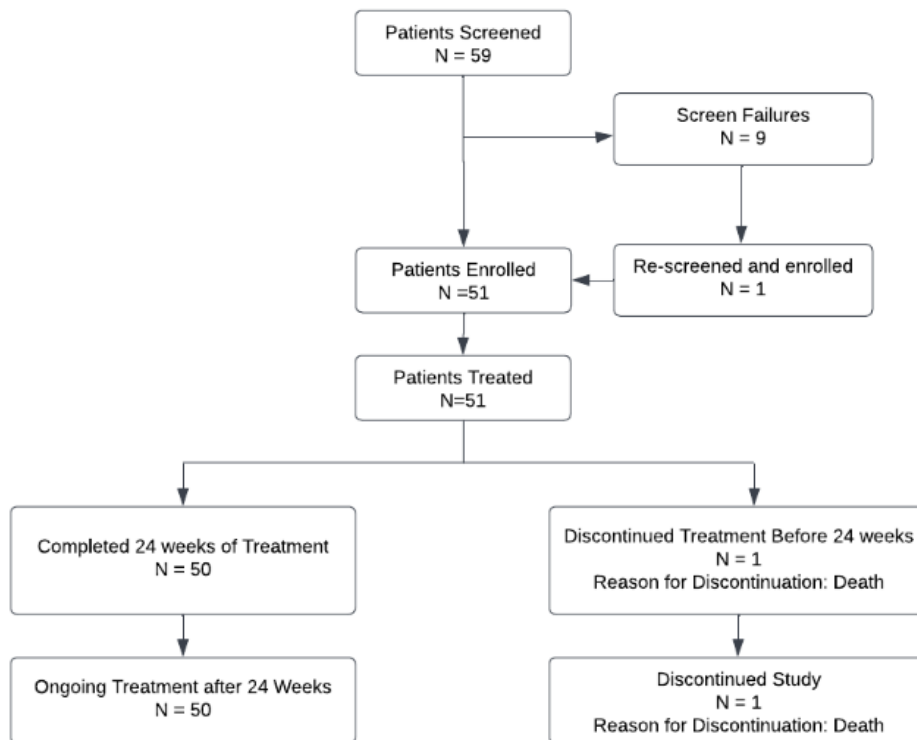 Patients Screened
N = 59
Screen Failures
N = 9
Patients Enrolled
N =51
Re-screened and enrolled
N = 1
Patients Treated
N=51
Completed 24 weeks of Treatment
N = 50
Discontinued Treatment Before 24 weeks
N = 1
Reason for Discontinuation: Death
Ongoing Treatment after 24 Weeks
N = 50
Discontinued Study
N = 1
Reason for Discontinuation: Death